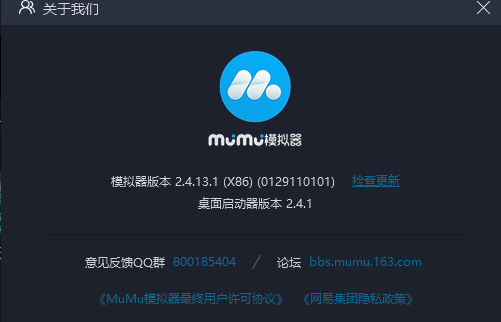 关于我们
MuMu模拟器
模拟器版本 2.4.13.1 (X86) (0129110101) 检查更新
桌面启动器版本 2.4.1
意见反馈QQ群 800185404 / 论坛 bbs.mumu.163.com
《MuMu模拟器最终用户许可协议》 《网易集团隐私政策》